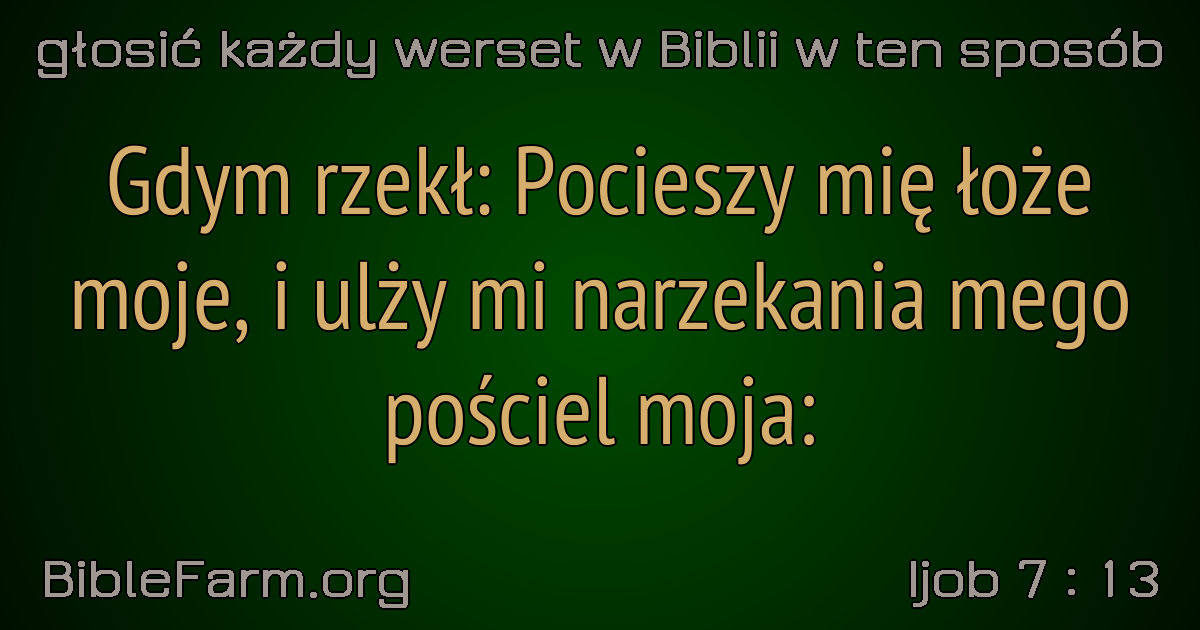 głosić każdy werset w Biblii w ten sposób
Gdym rzekł: Pocieszy mię łoże
moje, i ulży mi narzekania mego
pościel moja:
BibleFarm.org
Ijob 7 : 13